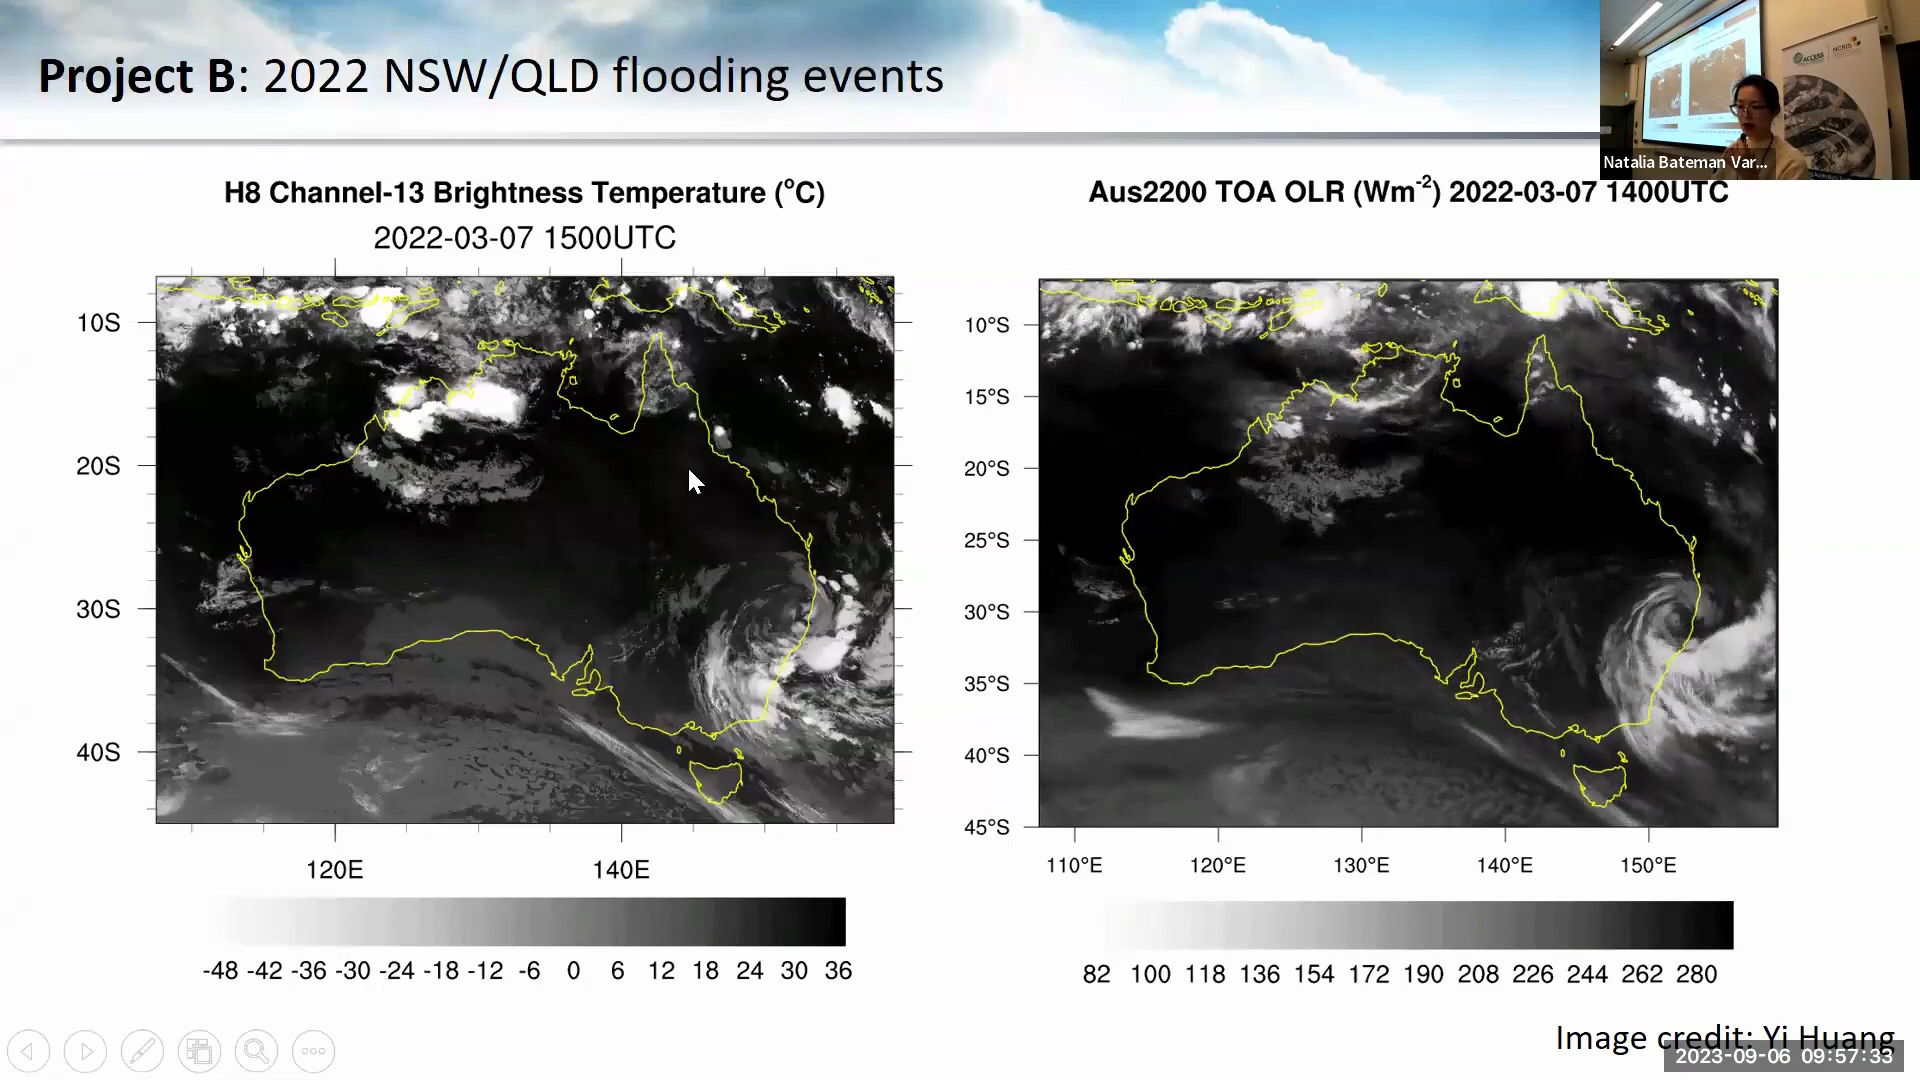 Project B: 2022 NSW/QLD flooding events
ACCESS NCRIS
Natalia Bateman Var...
H8 Channel-13 Brightness Temperature (°C)
2022-03-07 1500UTC
10S
20S
30S
40S
120E 140E
-48 -42 -36 -30 -24 -18 -12 -6 0 6 12 18 24 30 36
Aus2200 TOA OLR (Wm-2) 2022-03-07 1400UTC
10°S
15°S
20°S
25°S
30°S
35°S
40°S
45°S
110°E 120°E 130°E 140°E 150°E
82 100 118 136 154 172 190 208 226 244 262 280
Image credit: Yi Huang
2023-09-06 09:57:33